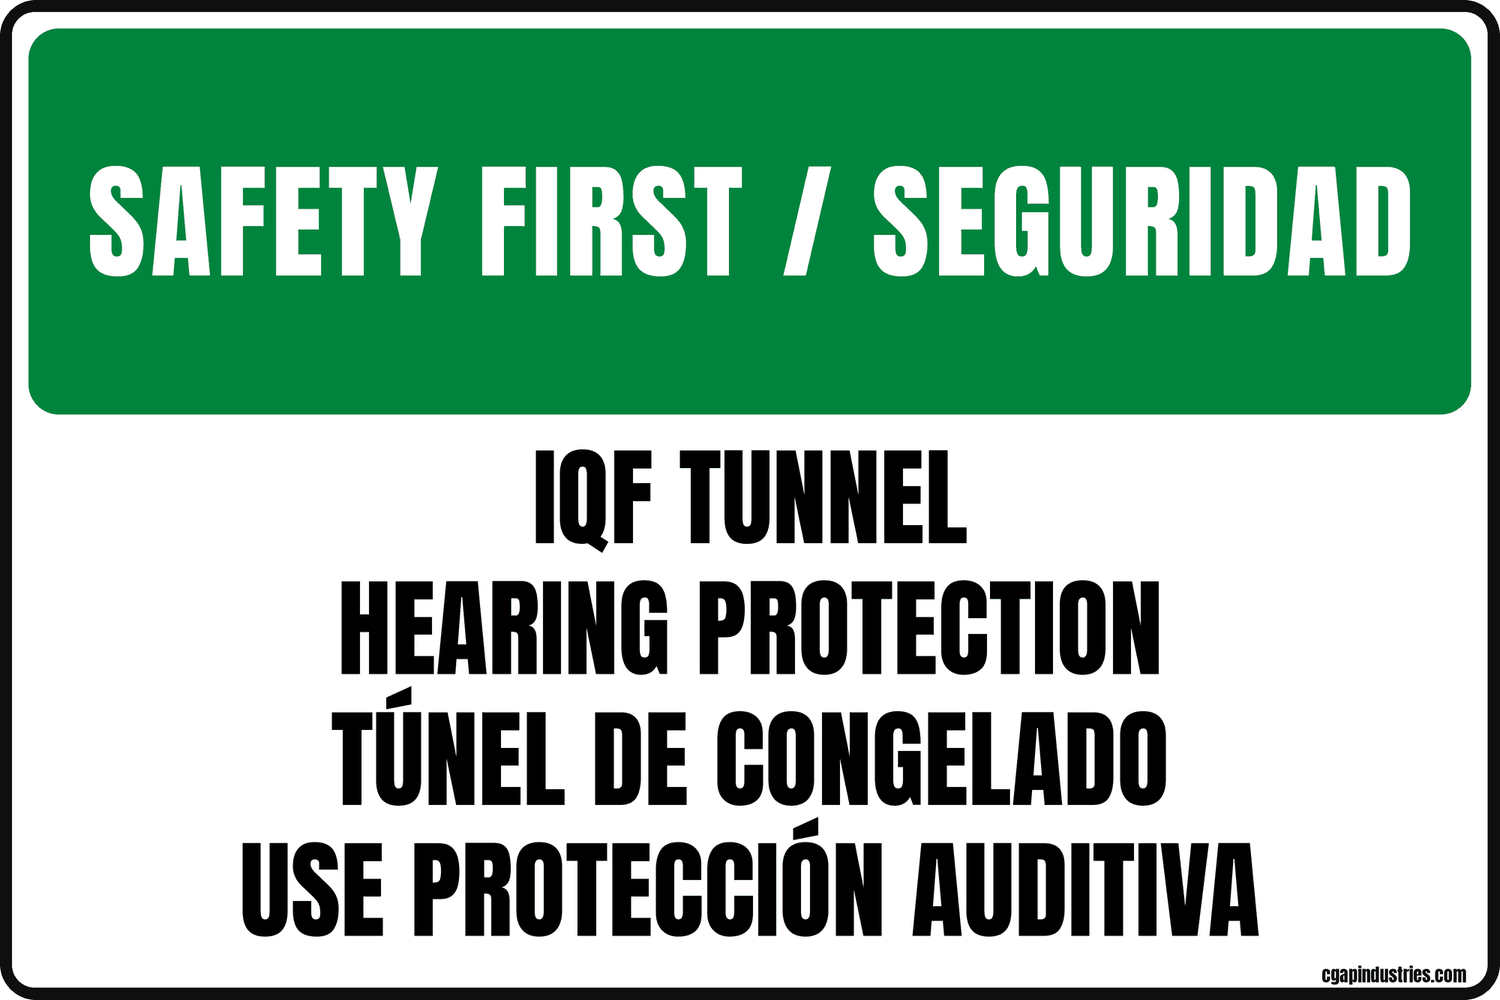 SAFETY FIRST / SEGURIDAD
IQF TUNNEL
HEARING PROTECTION
TÚNEL DE CONGELADO
USE PROTECCIÓN AUDITIVA
cgapindustries.com